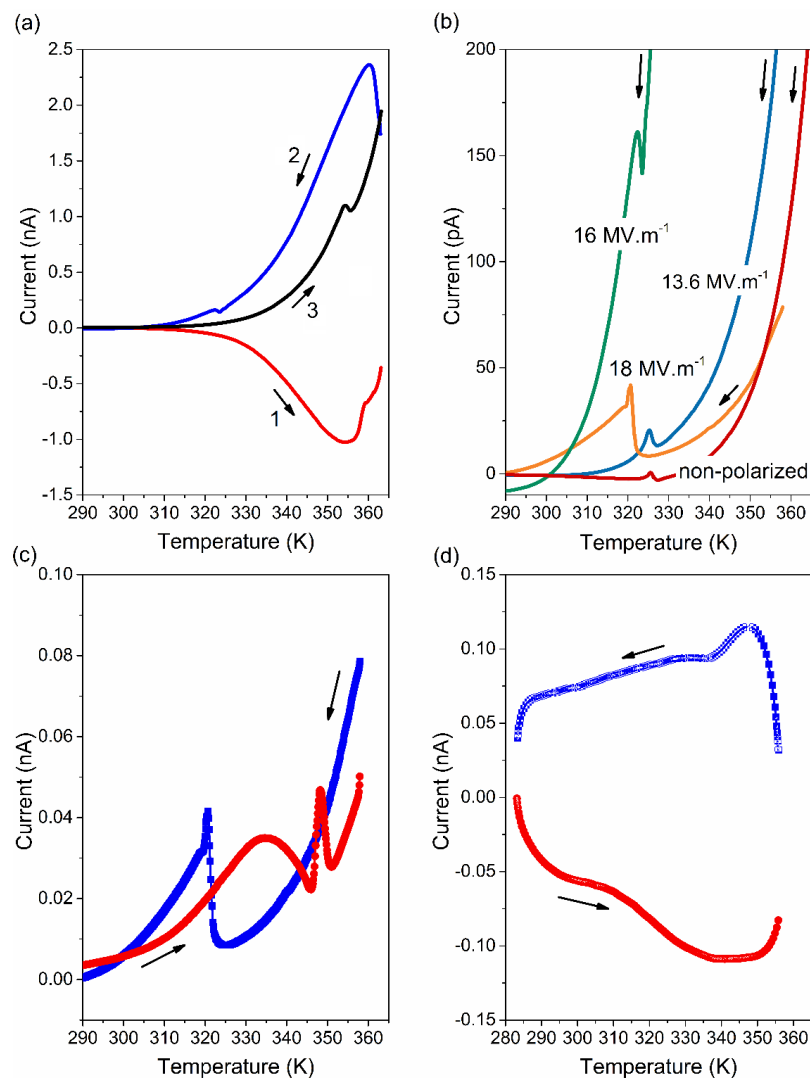 (a)
2.5
2.0
1.5
1.0
0.5
0.0
-0.5
-1.0
-1.5
Current (nA)
2
3
1
290 300 310 320 330 340 350 360
Temperature (K)
(b)
200
150
100
50
0
Current (pA)
16 MV.m⁻¹
13.6 MV.m⁻¹
18 MV.m⁻¹
non-polarized
290 300 310 320 330 340 350 360
Temperature (K)
(c)
0.10
0.08
0.06
0.04
0.02
0.00
Current (nA)
290 300 310 320 330 340 350 360
Temperature (K)
(d)
0.15
0.10
0.05
0.00
-0.05
-0.10
-0.15
Current (nA)
280 290 300 310 320 330 340 350 360
Temperature (K)